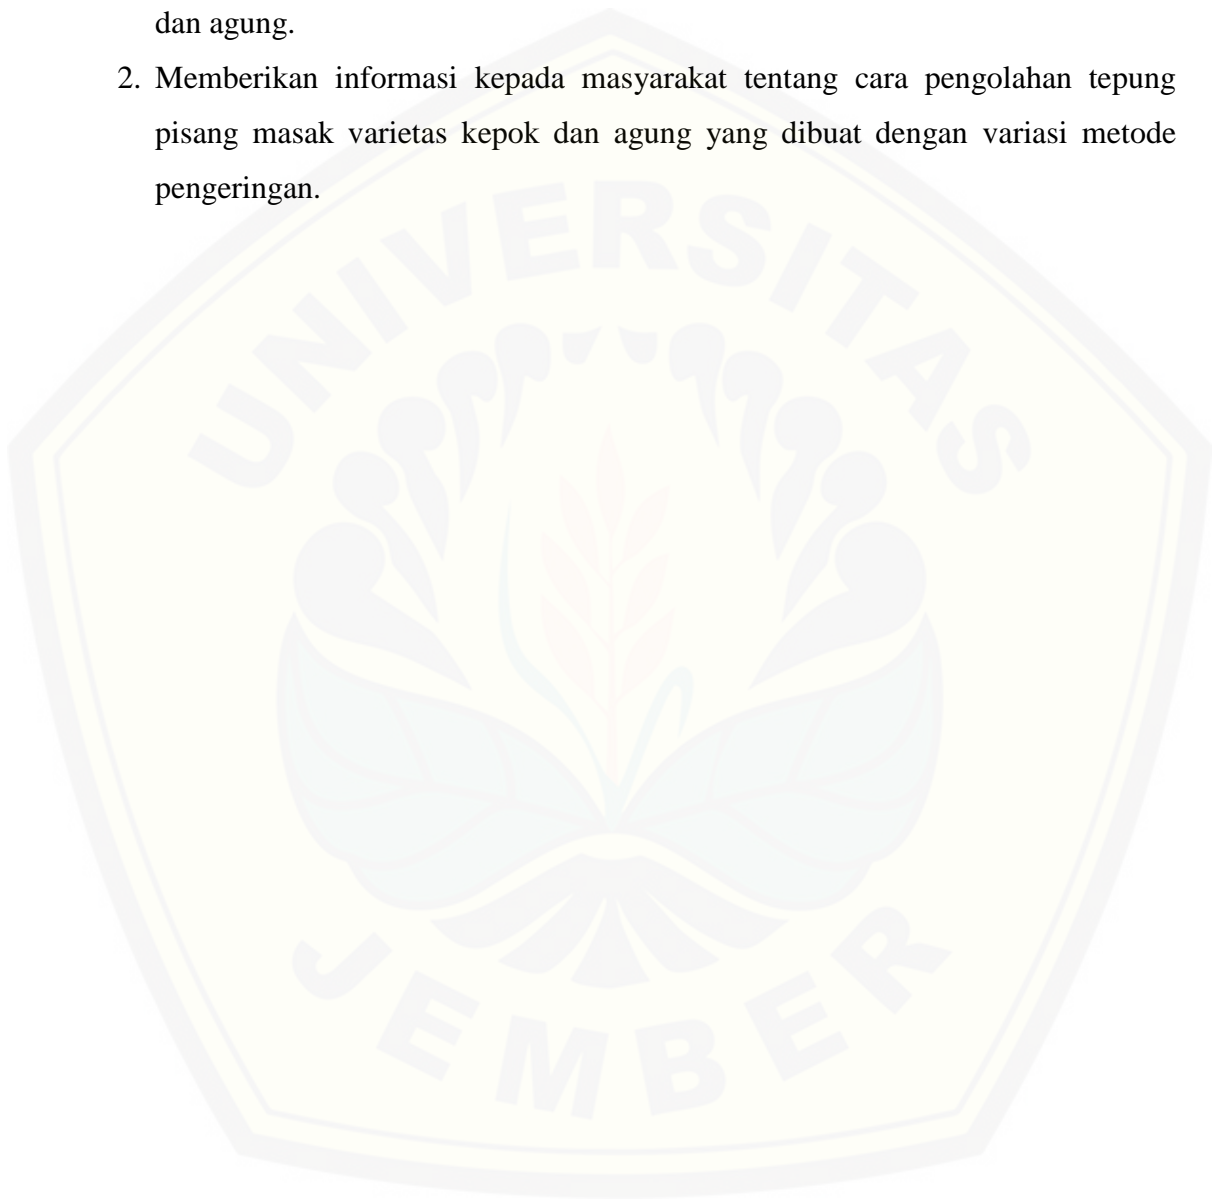 dan agung.
2. Memberikan informasi kepada masyarakat tentang cara pengolahan tepung
pisang masak varietas kepok dan agung yang dibuat dengan variasi metode
pengeringan.
UNIVERSITAS
JEMBER